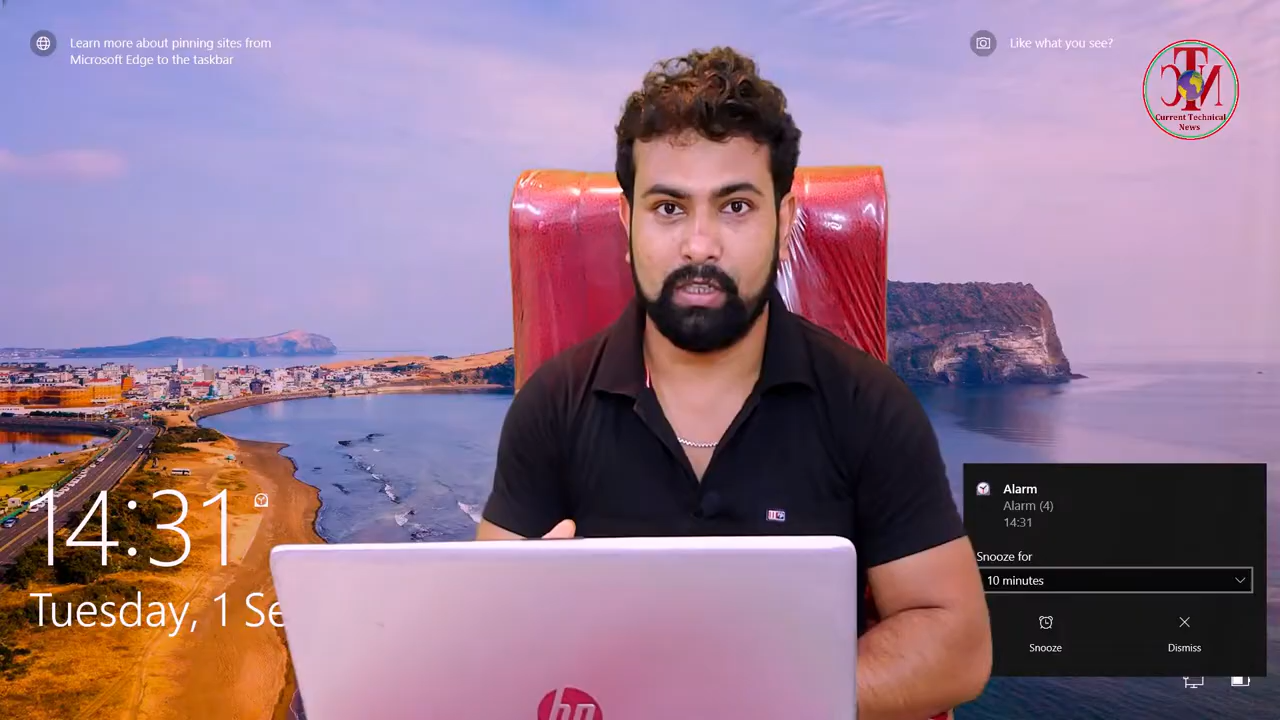 Learn more about pinning sites from
Microsoft Edge to the taskbar
Like what you see?
CTN
Current Technical
News
14:31
Tuesday, 1 Se
Alarm
Alarm (4)
14:31
Snooze for
10 minutes
Snooze
Dismiss
hp